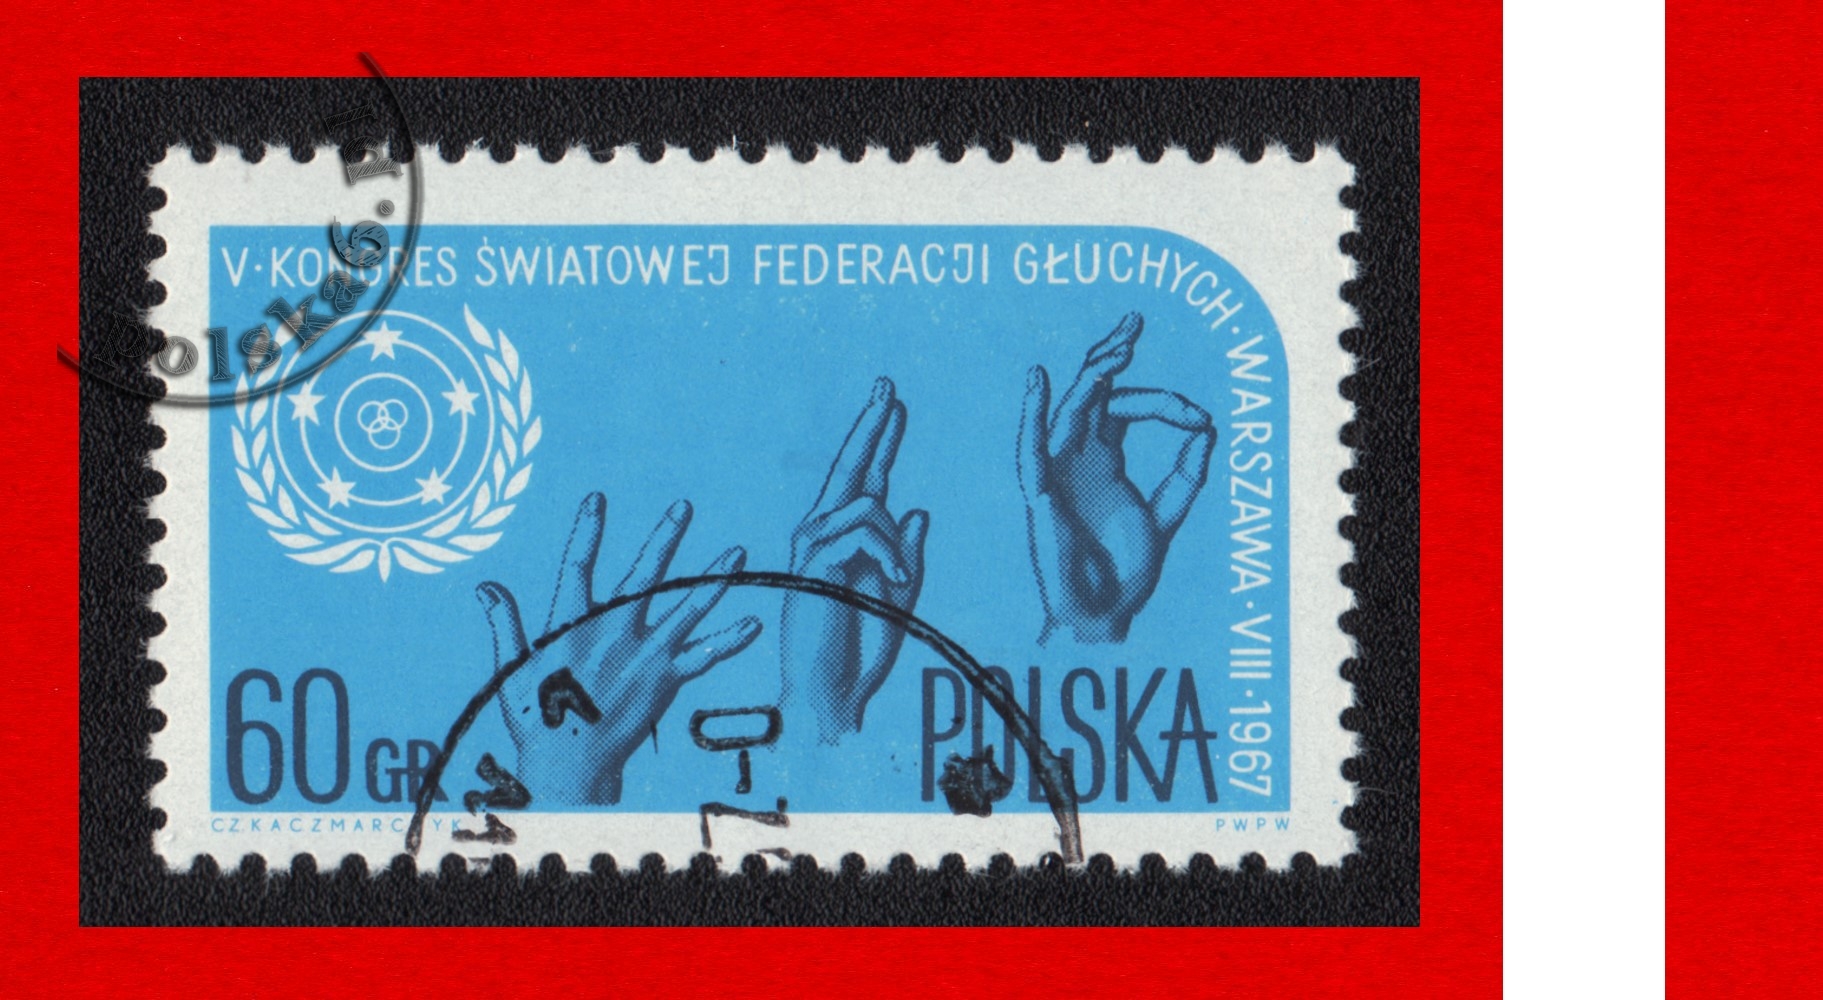 polska6.pl
V·KONGRES ŚWIATOWEJ FEDERACJI GŁUCHYCH·WARSZAWA·VIII·1967
60 GR
POLSKA
CZ.KACZMARCZYK
PWPW